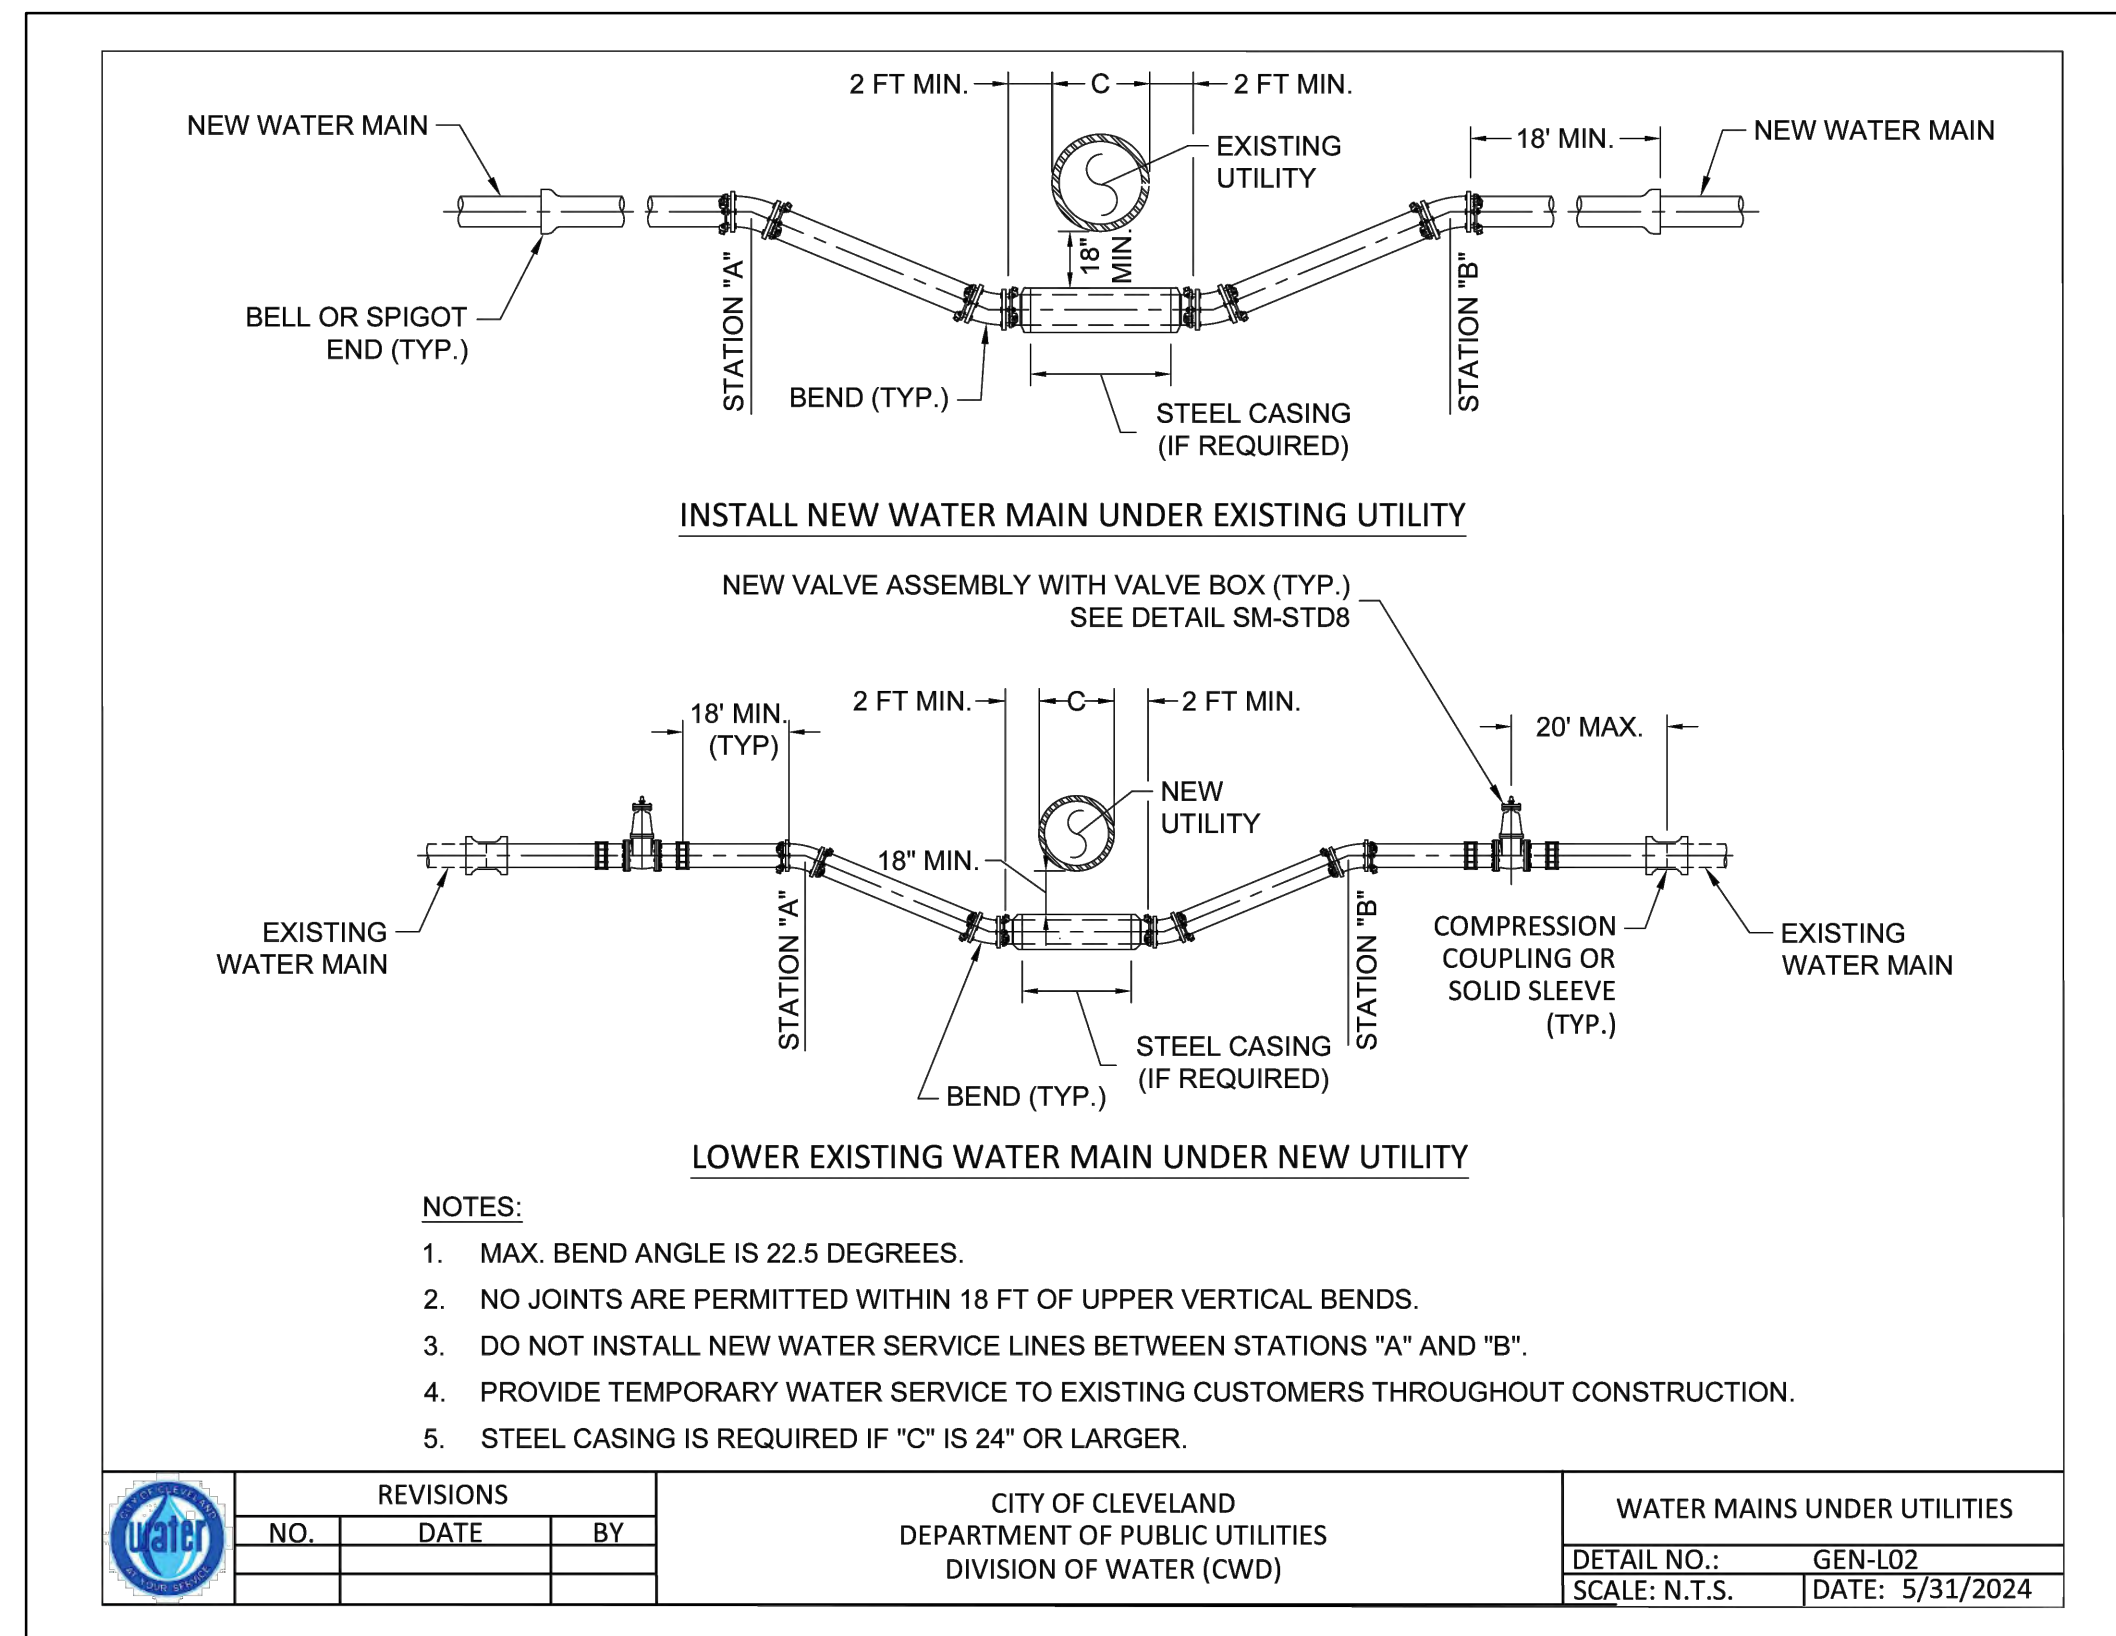 2 FT MIN.
C
2 FT MIN.
NEW WATER MAIN
EXISTING
UTILITY
18' MIN.
NEW WATER MAIN
18"
MIN.
BELL OR SPIGOT
END (TYP.)
STATION "A"
BEND (TYP.)
STEEL CASING
(IF REQUIRED)
STATION "B"
INSTALL NEW WATER MAIN UNDER EXISTING UTILITY
NEW VALVE ASSEMBLY WITH VALVE BOX (TYP.)
SEE DETAIL SM-STD8
18' MIN.
(TYP)
2 FT MIN.
C
2 FT MIN.
20' MAX.
NEW
UTILITY
18" MIN.
EXISTING
WATER MAIN
STATION "A"
BEND (TYP.)
STEEL CASING
(IF REQUIRED)
STATION "B"
COMPRESSION
COUPLING OR
SOLID SLEEVE
(TYP.)
EXISTING
WATER MAIN
LOWER EXISTING WATER MAIN UNDER NEW UTILITY
NOTES:
1. MAX. BEND ANGLE IS 22.5 DEGREES.
2. NO JOINTS ARE PERMITTED WITHIN 18 FT OF UPPER VERTICAL BENDS.
3. DO NOT INSTALL NEW WATER SERVICE LINES BETWEEN STATIONS "A" AND "B".
4. PROVIDE TEMPORARY WATER SERVICE TO EXISTING CUSTOMERS THROUGHOUT CONSTRUCTION.
5. STEEL CASING IS REQUIRED IF "C" IS 24" OR LARGER.
CITY OF CLEVELAND
water
AT YOUR SERVICE
REVISIONS
NO. DATE BY
CITY OF CLEVELAND
DEPARTMENT OF PUBLIC UTILITIES
DIVISION OF WATER (CWD)
WATER MAINS UNDER UTILITIES
DETAIL NO.: GEN-L02
SCALE: N.T.S. DATE: 5/31/2024